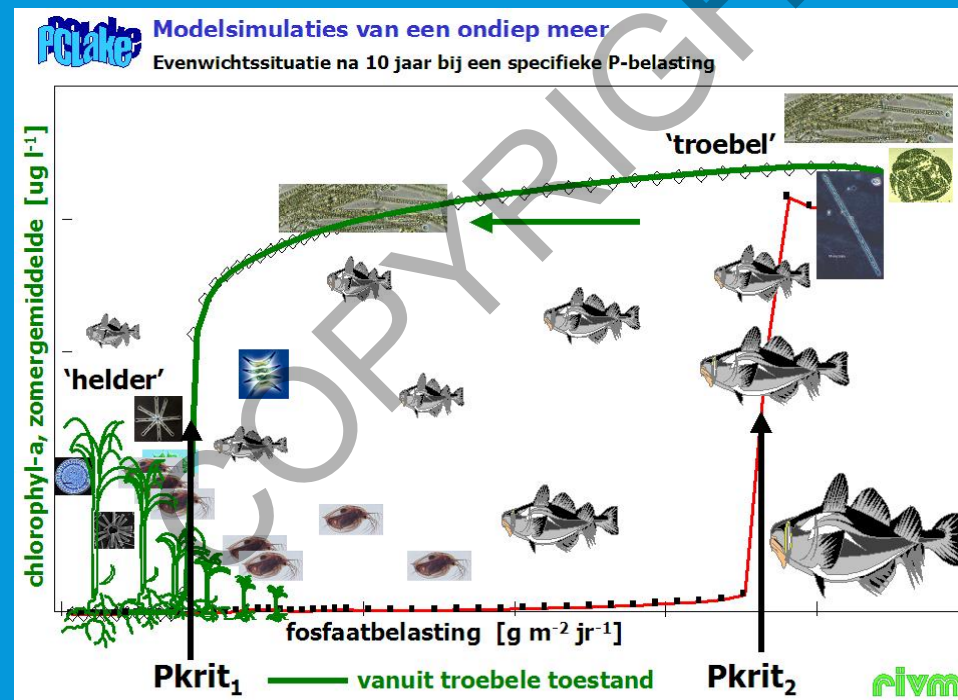 PCLake
Modelsimulaties van een ondiep meer
Evenwichtssituatie na 10 jaar bij een specifieke P-belasting
chlorophyl-a, zomergemiddelde [ug l-1]
'troebel'
'helder'
fosfaatbelasting [g m-2 jr-1]
Pkrit1
vanuit troebele toestand
Pkrit2
rivm
COPYRIGHT